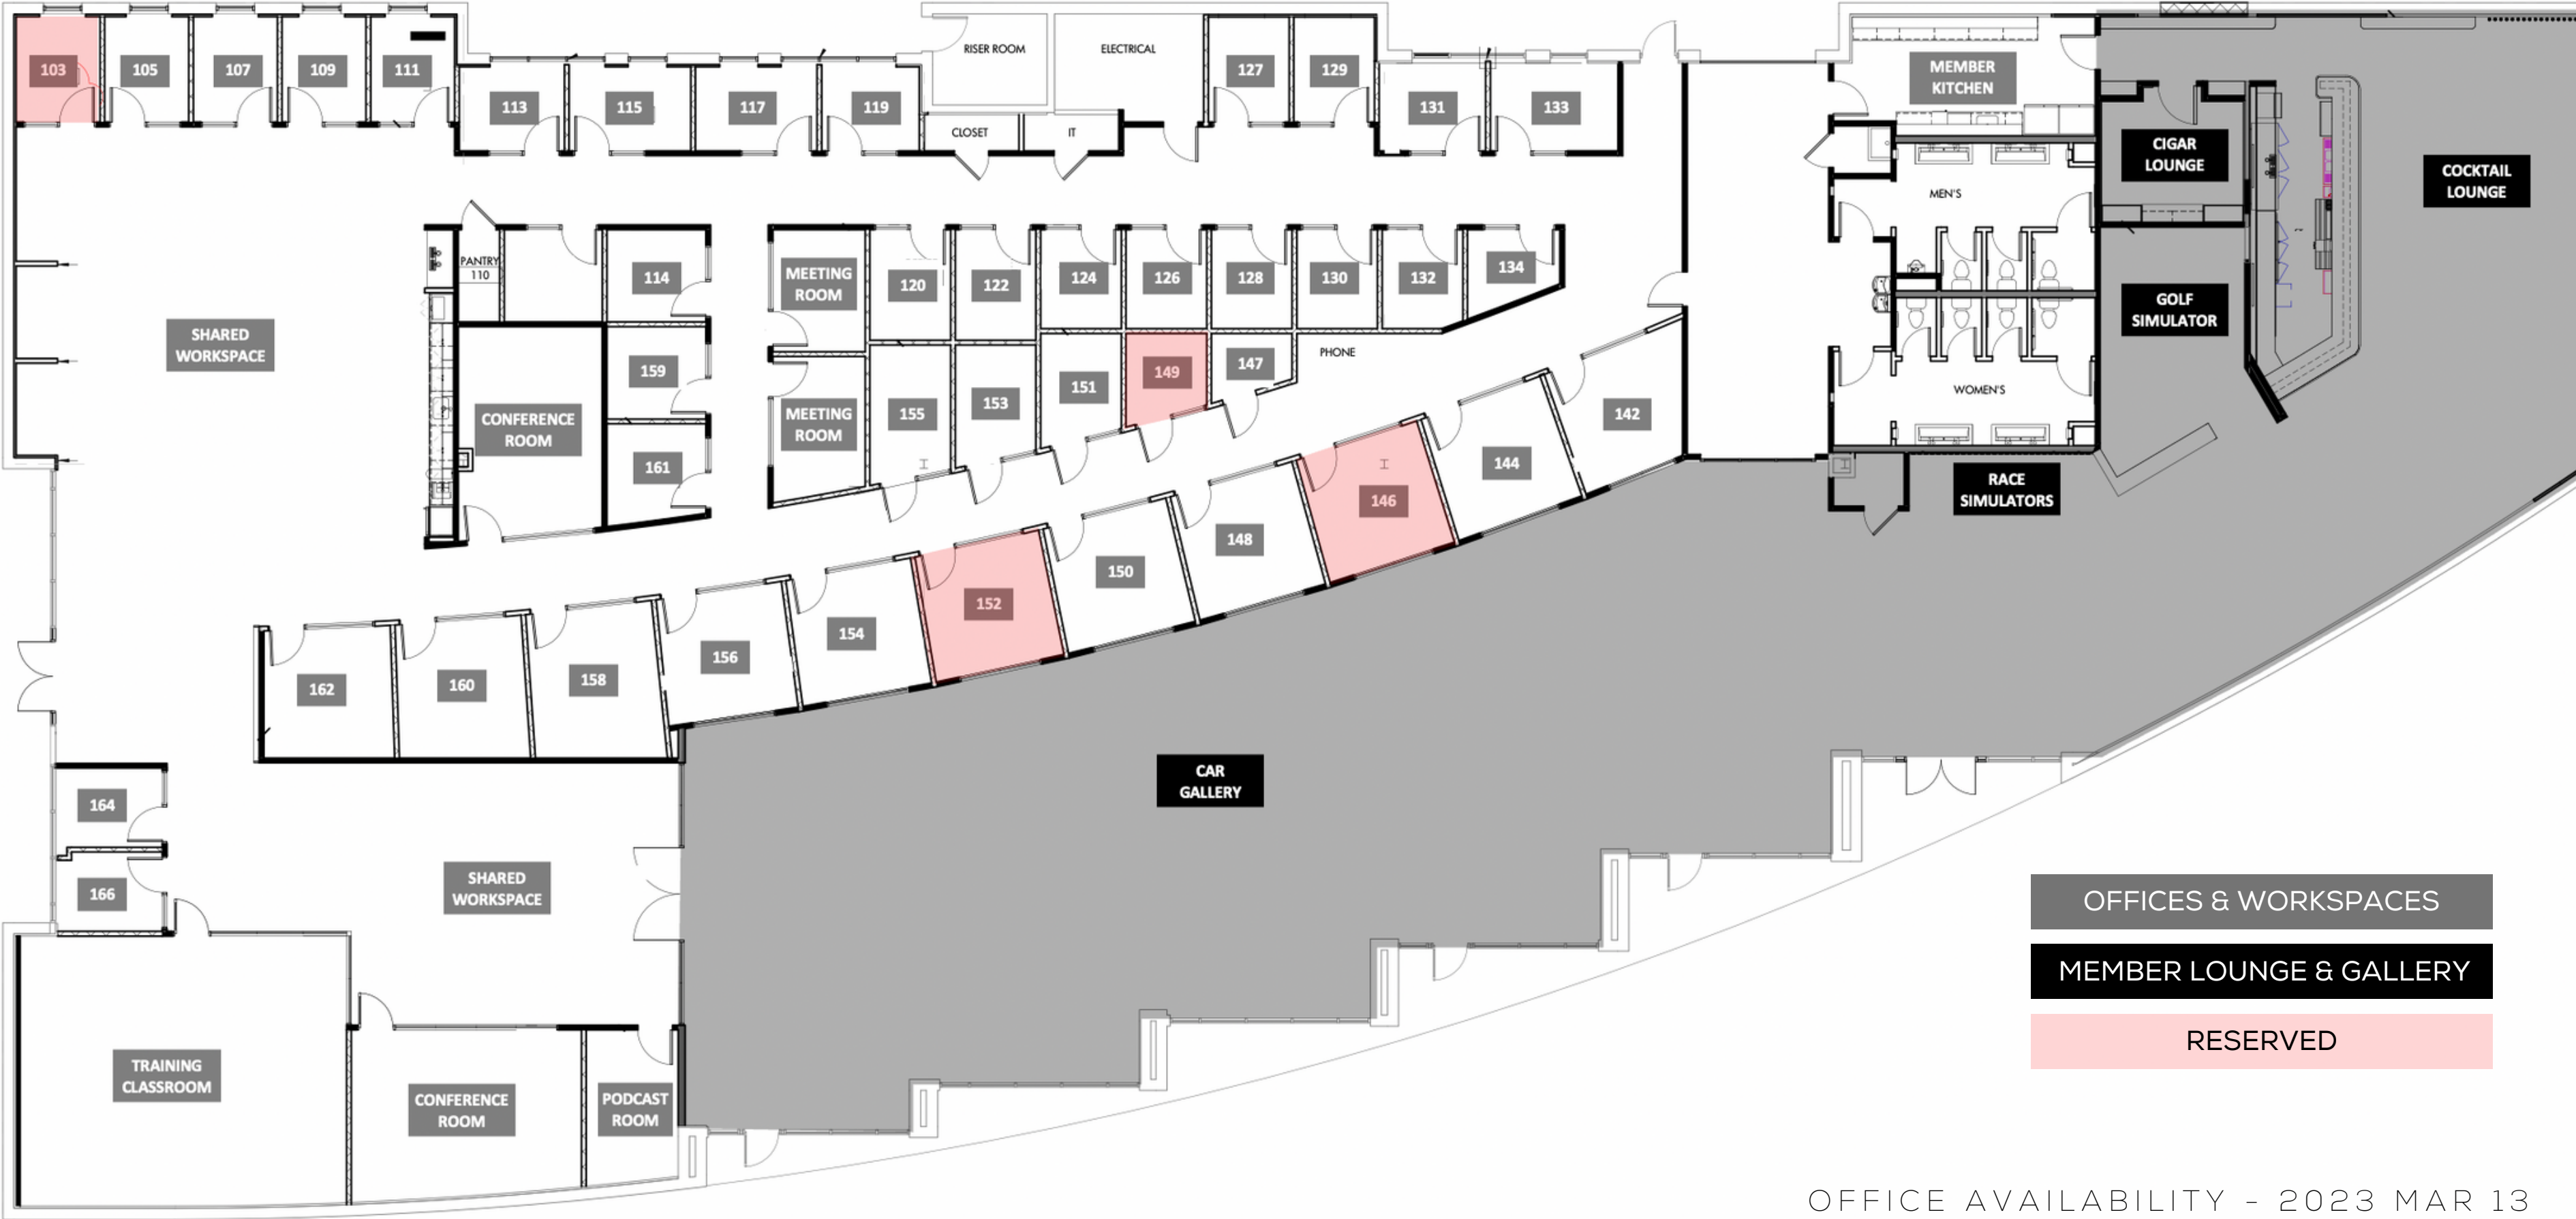 RISER ROOM
ELECTRICAL
103
105
107
109
111
127
129
113
115
117
119
131
133
MEMBER
KITCHEN
CLOSET
IT
CIGAR
LOUNGE
COCKTAIL
LOUNGE
MEN'S
PANTRY
110
114
MEETING
ROOM
120
122
124
126
128
130
132
134
GOLF
SIMULATOR
SHARED
WORKSPACE
PHONE
159
155
153
151
149
147
142
WOMEN'S
CONFERENCE
ROOM
MEETING
ROOM
161
144
RACE
SIMULATORS
146
148
150
152
154
156
158
160
162
CAR
GALLERY
164
166
SHARED
WORKSPACE
OFFICES & WORKSPACES
MEMBER LOUNGE & GALLERY
RESERVED
TRAINING
CLASSROOM
CONFERENCE
ROOM
PODCAST
ROOM
OFFICE AVAILABILITY - 2023 MAR 13